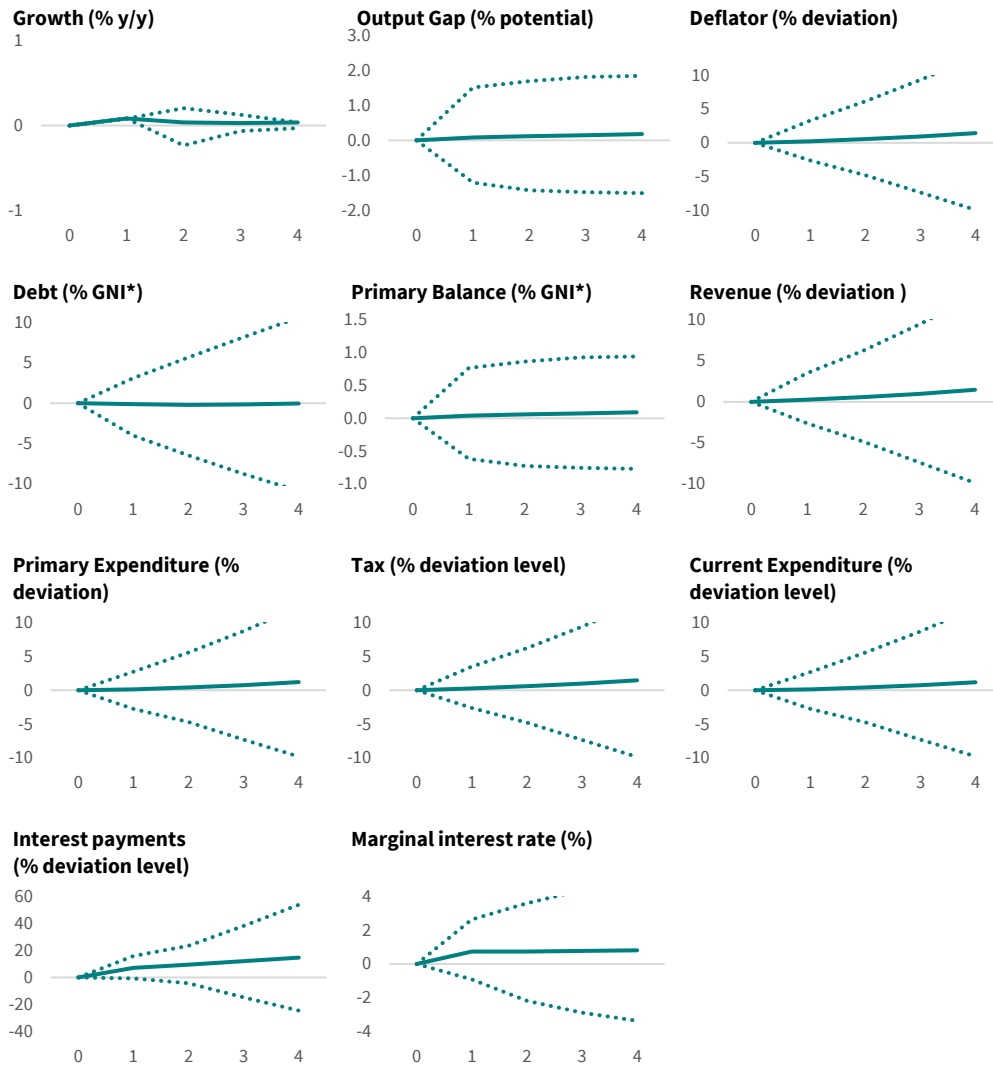 Growth (% y/y)
1
0
-1
0 1 2 3 4
Output Gap (% potential)
3.0
2.0
1.0
0.0
-1.0
-2.0
0 1 2 3 4
Deflator (% deviation)
10
5
0
-5
-10
0 1 2 3 4
Debt (% GNI*)
10
5
0
-5
-10
0 1 2 3 4
Primary Balance (% GNI*)
1.5
1.0
0.5
0.0
-0.5
-1.0
0 1 2 3 4
Revenue (% deviation )
10
5
0
-5
-10
0 1 2 3 4
Primary Expenditure (%
deviation)
10
5
0
-5
-10
0 1 2 3 4
Tax (% deviation level)
10
5
0
-5
-10
0 1 2 3 4
Current Expenditure (%
deviation level)
10
5
0
-5
-10
0 1 2 3 4
Interest payments
(% deviation level)
60
40
20
0
-20
-40
0 1 2 3 4
Marginal interest rate (%)
4
2
0
-2
-4
0 1 2 3 4